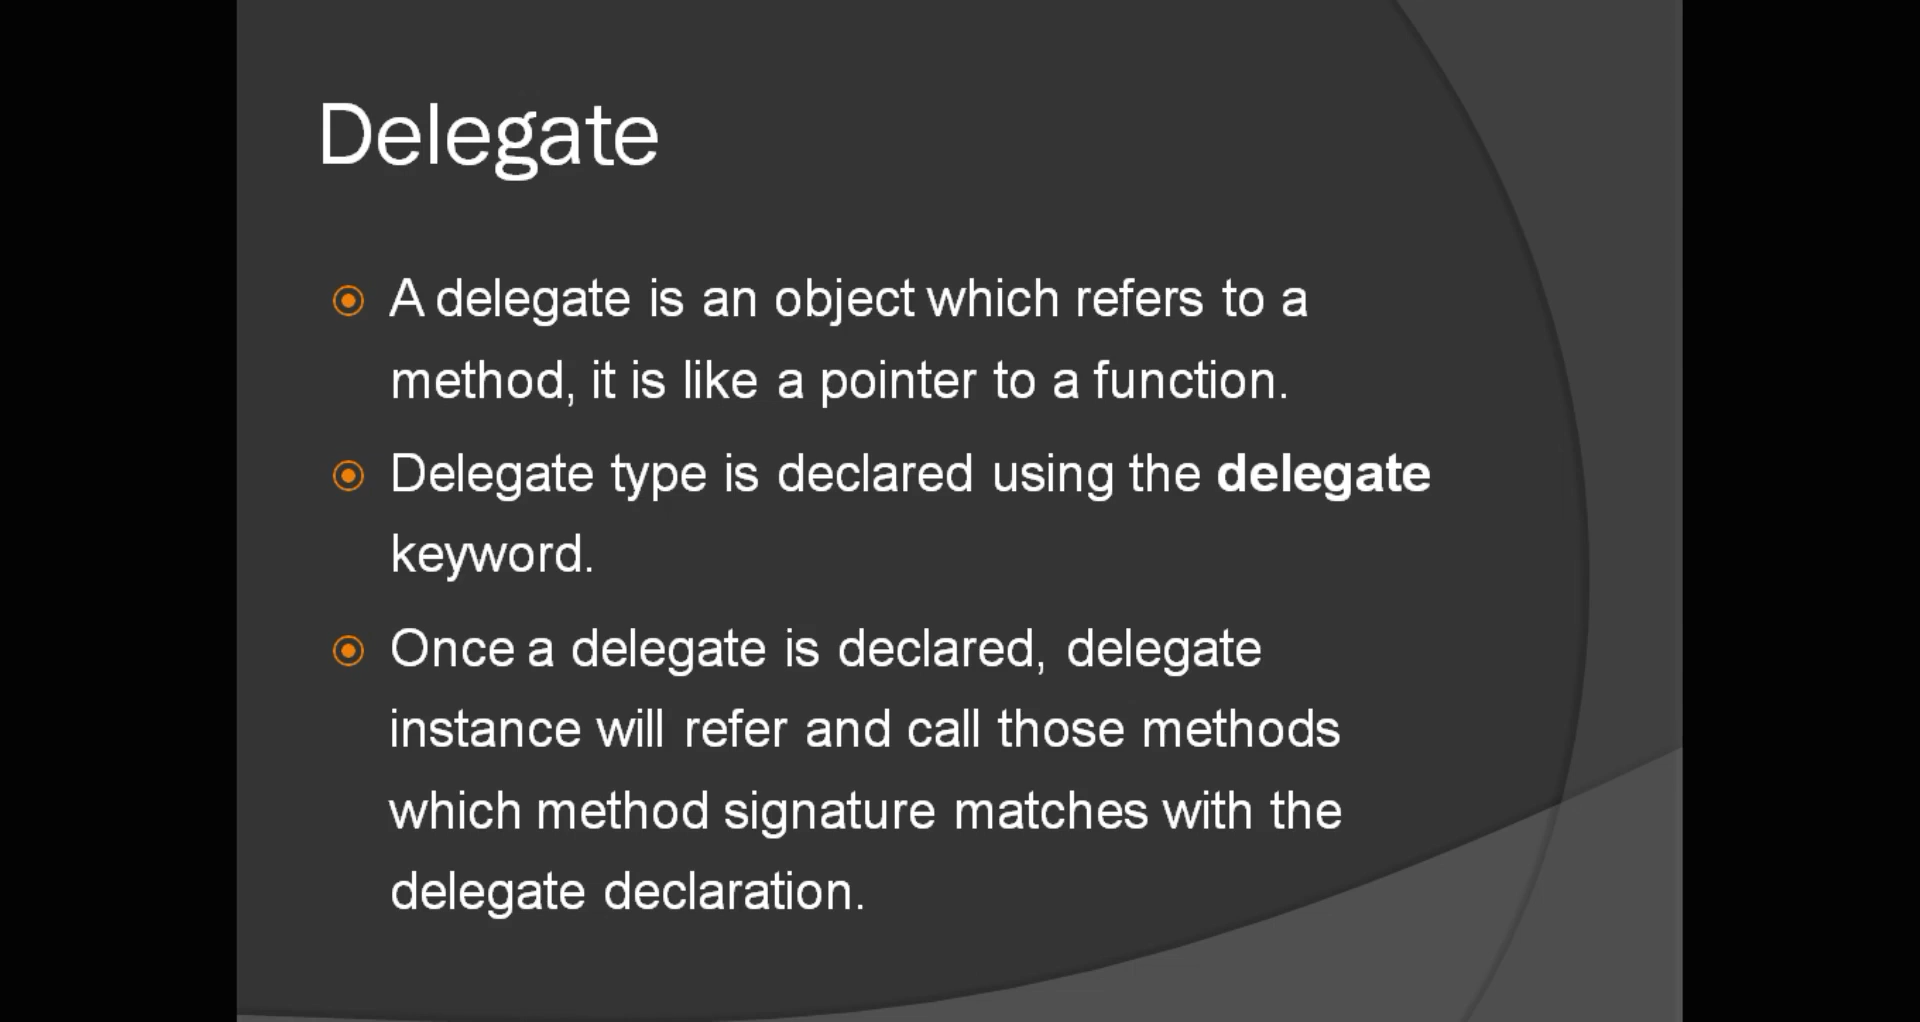 Delegate
A delegate is an object which refers to a
method, it is like a pointer to a function.
Delegate type is declared using the delegate
keyword.
Once a delegate is declared, delegate
instance will refer and call those methods
which method signature matches with the
delegate declaration.